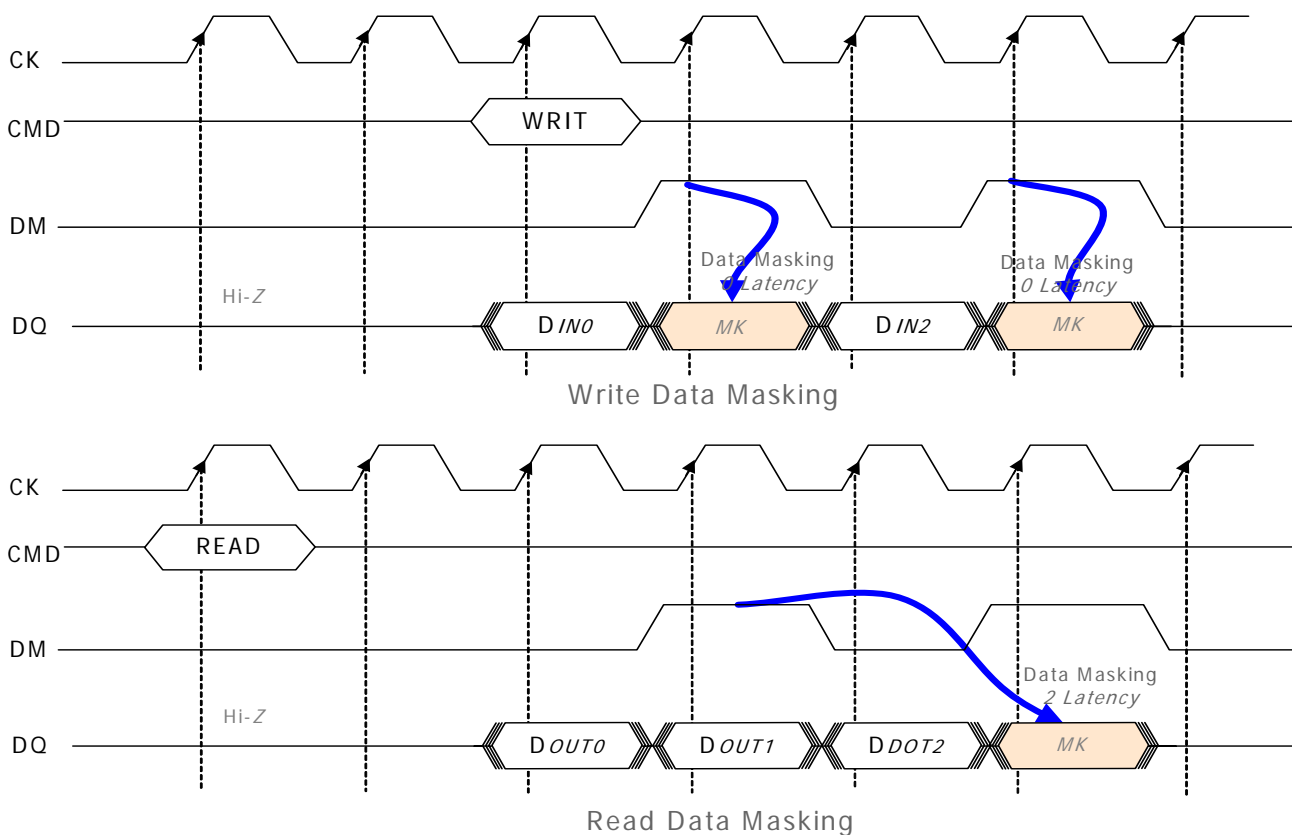 CK
CMD
WRIT
DM
Data Masking
0 Latency
Data Masking
0 Latency
Hi-Z
DQ
DIN0
MK
DIN2
MK
Write Data Masking
CK
CMD
READ
DM
Data Masking
2 Latency
Hi-Z
DQ
DOUT0
DOUT1
DDOT2
MK
Read Data Masking